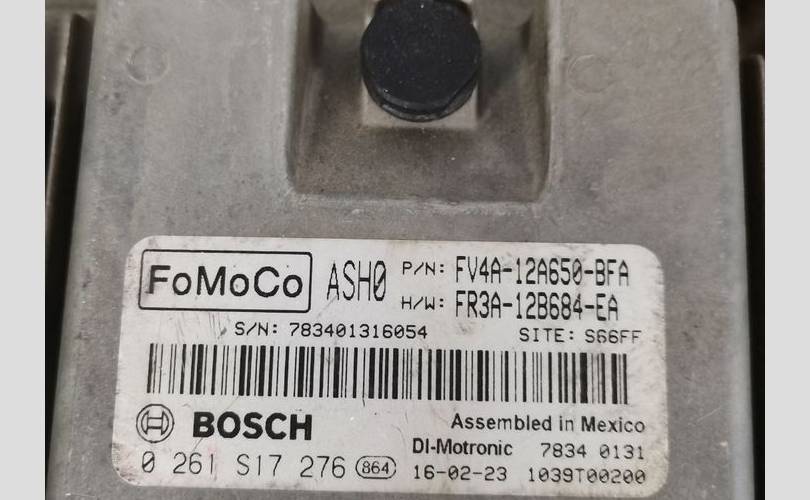 FoMoCo ASH0 P/N: FV4A-12A650-BFA
H/W: FR3A-12B684-EA
S/N: 783401316054 SITE: S66FF
BOSCH Assembled in Mexico
DI-Motronic 7834 0131
0 261 S17 276 864 16-02-23 1039T00200